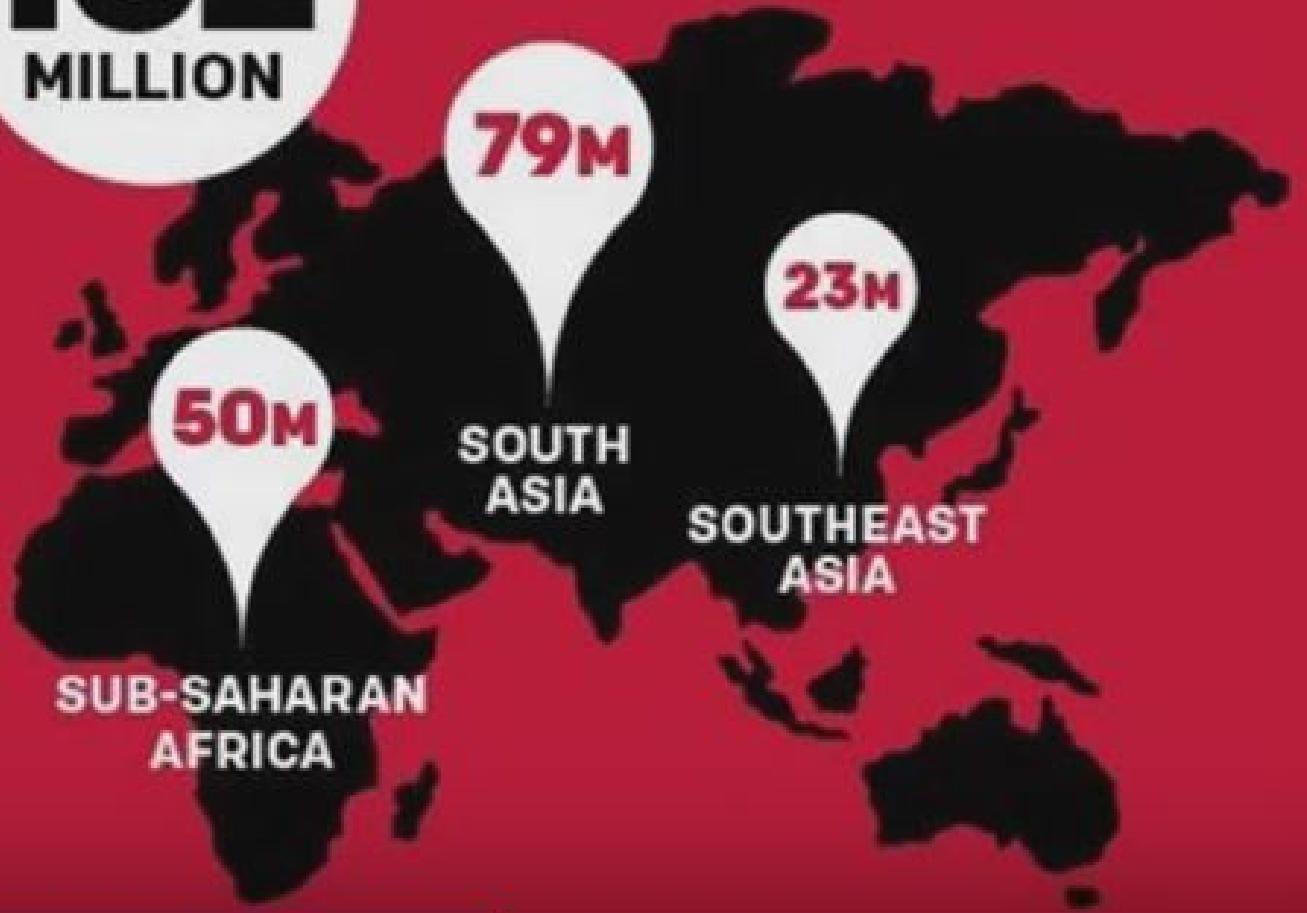 MILLION
79M
23M
50M
SOUTH
ASIA
SOUTHEAST
ASIA
SUB-SAHARAN
AFRICA